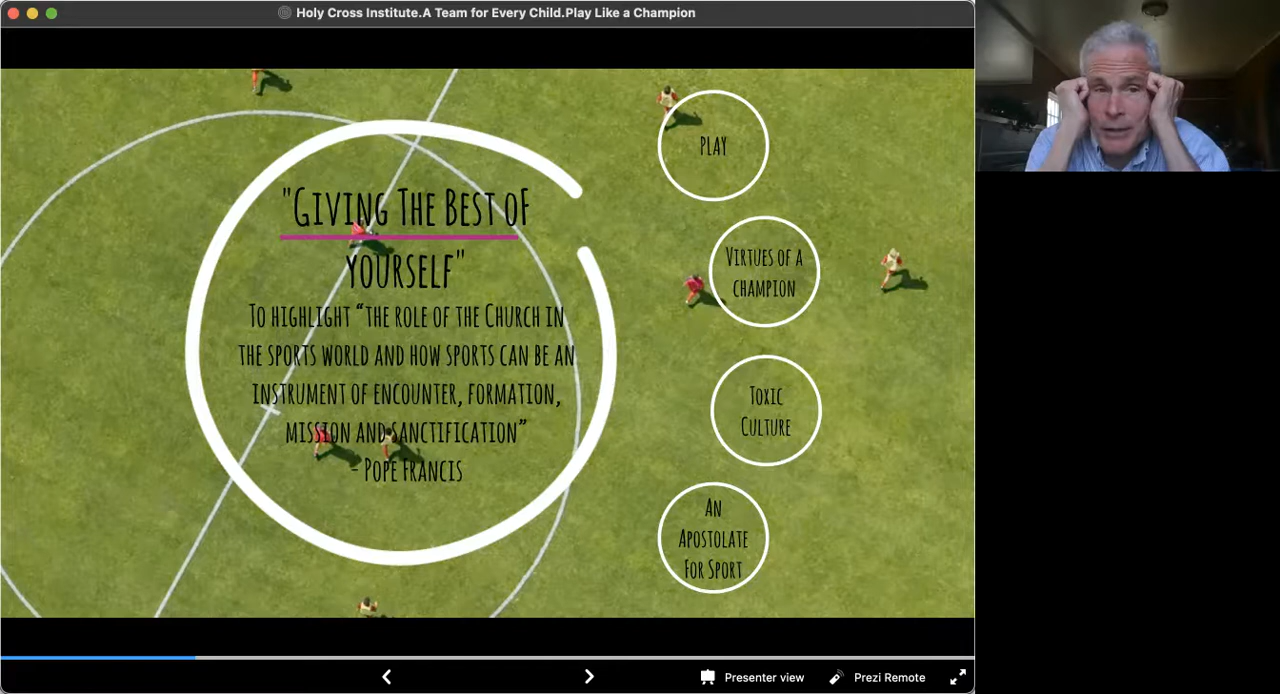 Holy Cross Institute.A Team for Every Child.Play Like a Champion
"Giving The Best of
yourself"
To highlight “the role of the Church in
the sports world and how sports can be an
instrument of encounter, formation,
mission and sanctification”
- Pope Francis
Play
Virtues of a
champion
Toxic
Culture
An
Apostolate
For Sport
Presenter view
Prezi Remote